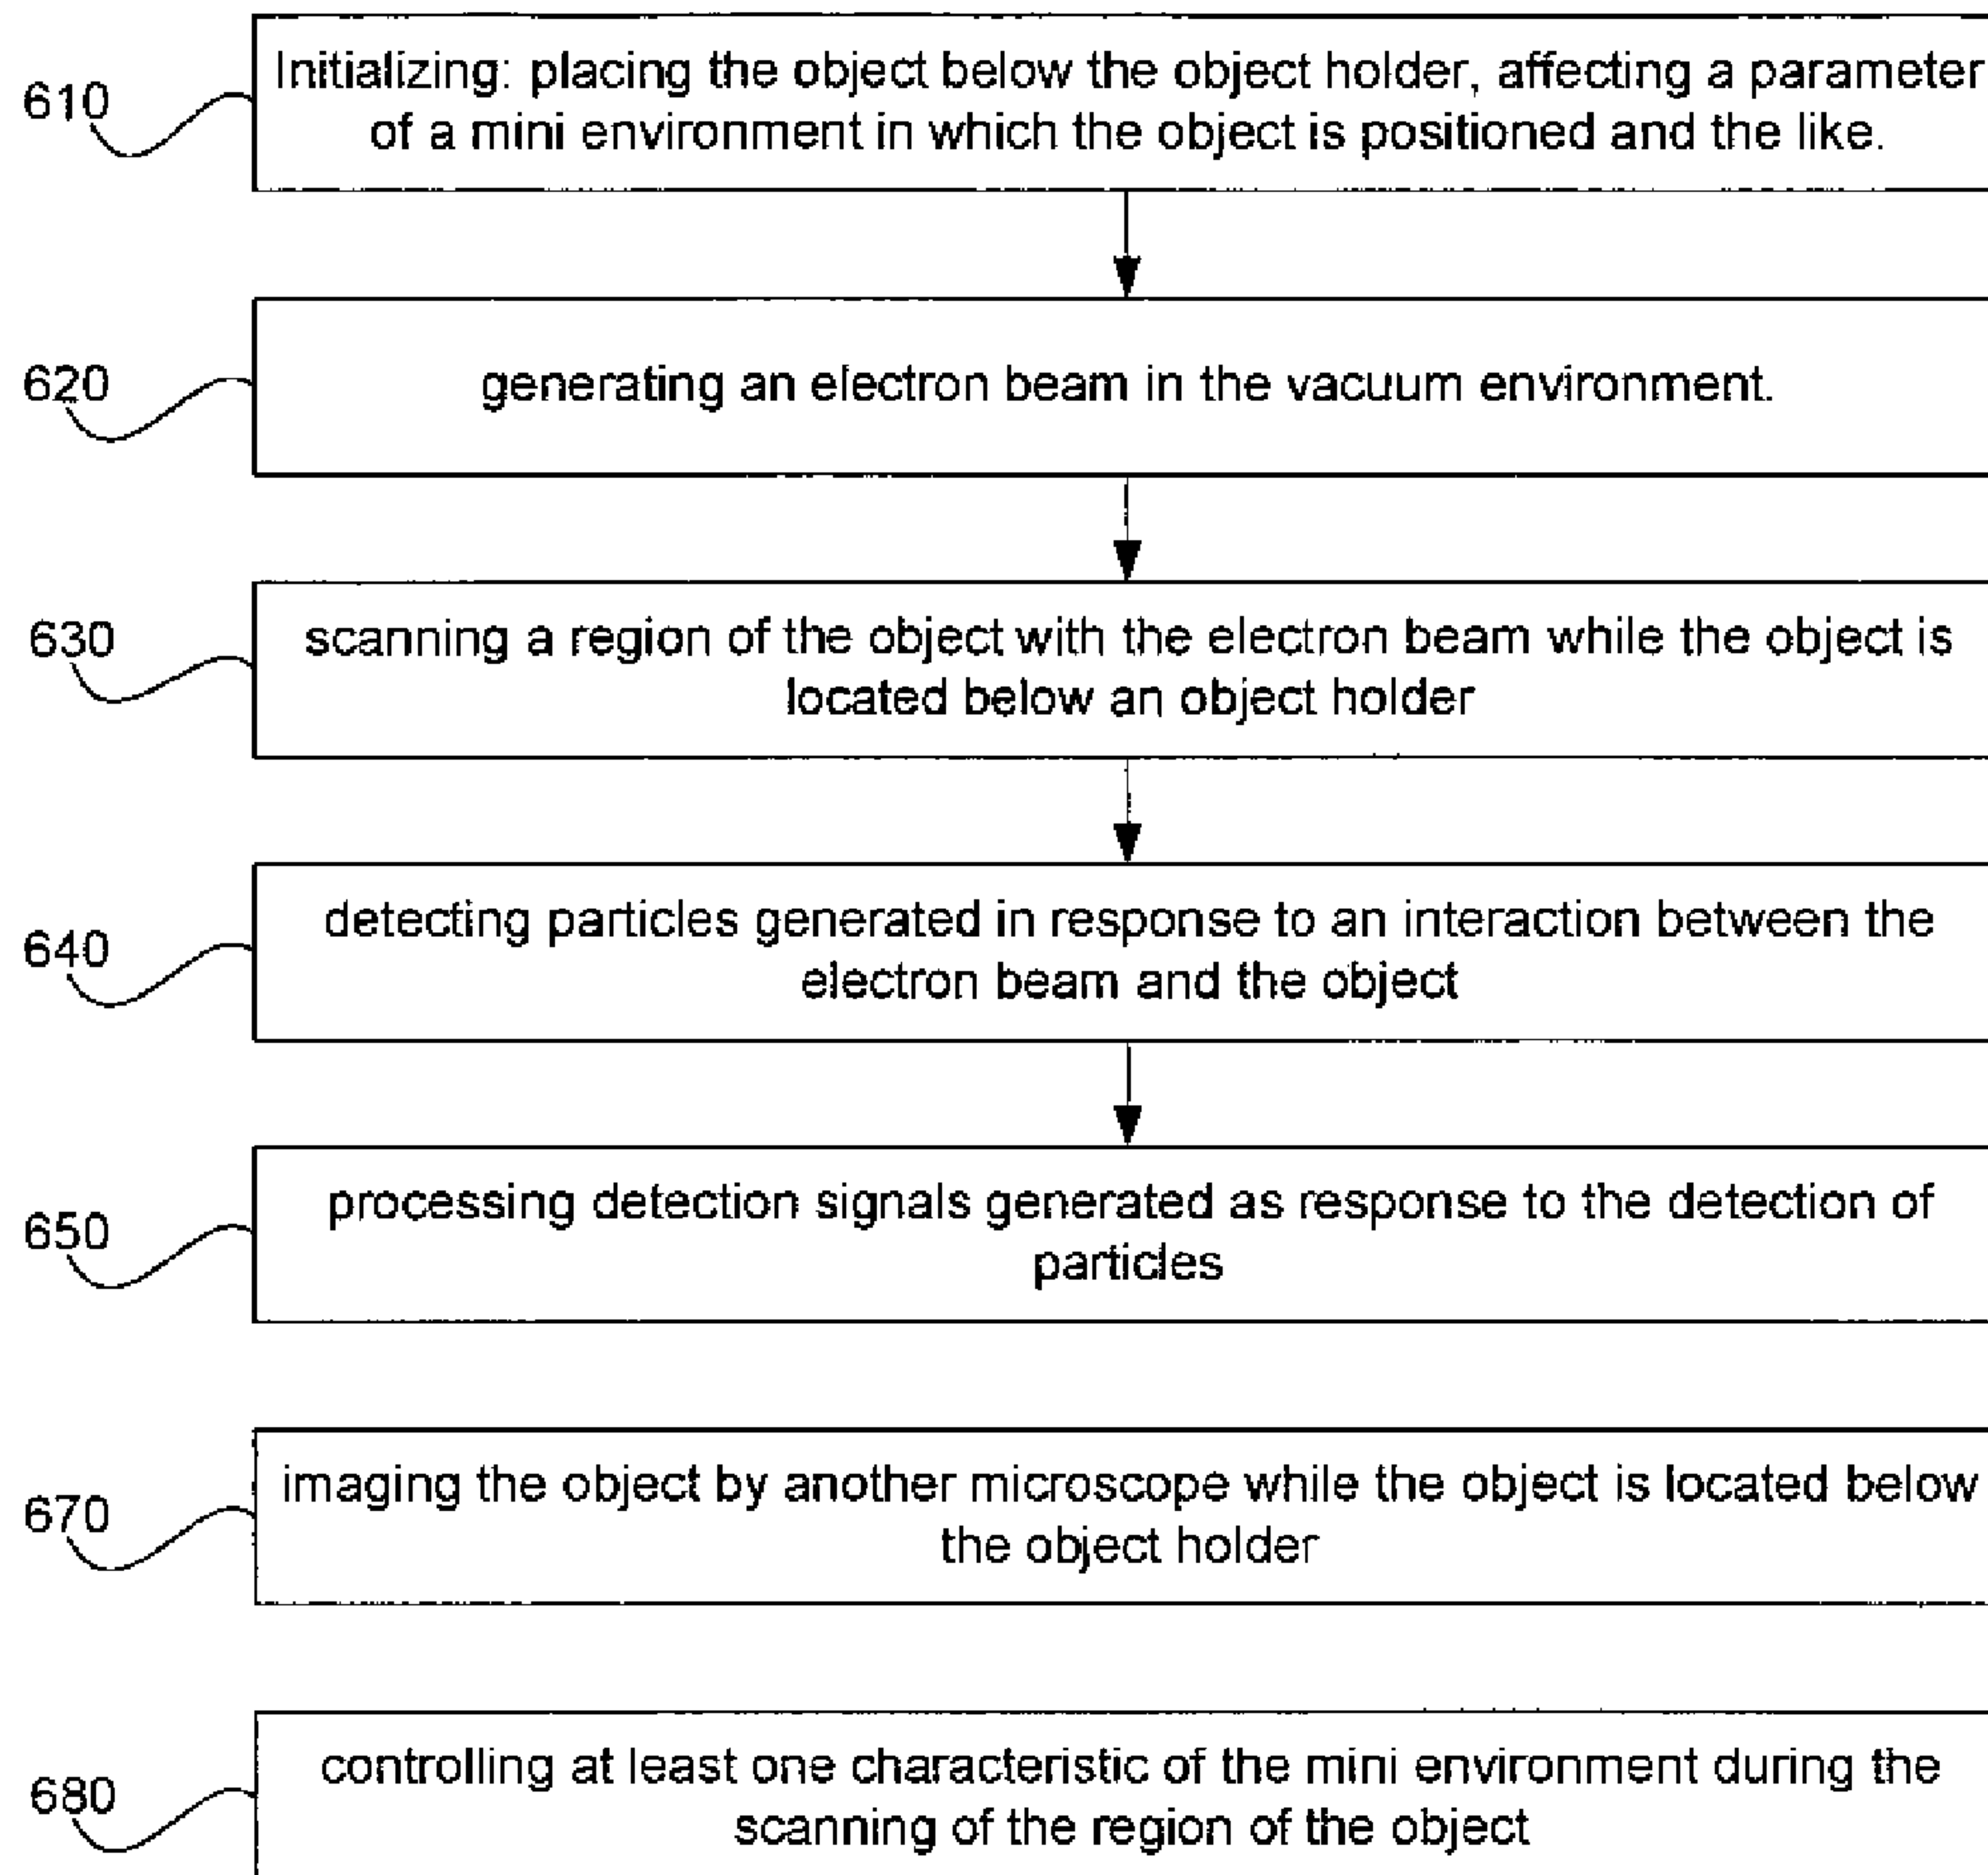 610
Initializing: placing the object below the object holder, affecting a parameter
of a mini environment in which the object is positioned and the like.
620
generating an electron beam in the vacuum environment.
630
scanning a region of the object with the electron beam while the object is
located below an object holder
640
detecting particles generated in response to an interaction between the
electron beam and the object
650
processing detection signals generated as response to the detection of
particles
670
imaging the object by another microscope while the object is located below
the object holder
680
controlling at least one characteristic of the mini environment during the
scanning of the region of the object